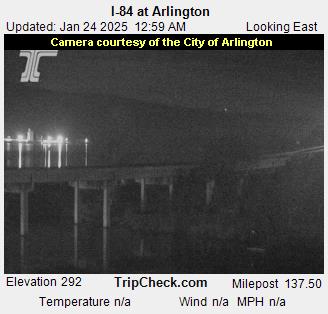 I-84 at Arlington
Updated: Jan 24 2025 12:59 AM Looking East
Camera courtesy of the City of Arlington
Elevation 292 TripCheck.com Milepost 137.50
Temperature n/a Wind n/a MPH n/a